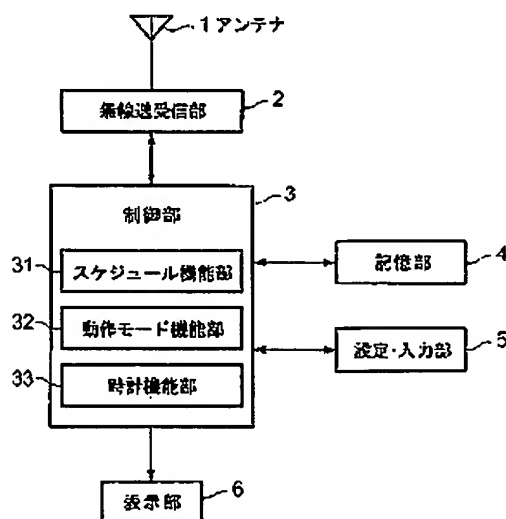 1 アンテナ
無線送受信部
2
制御部
3
31
スケジュール機能部
記憶部
4
32
動作モード機能部
設定・入力部
5
33
時計機能部
表示部
6